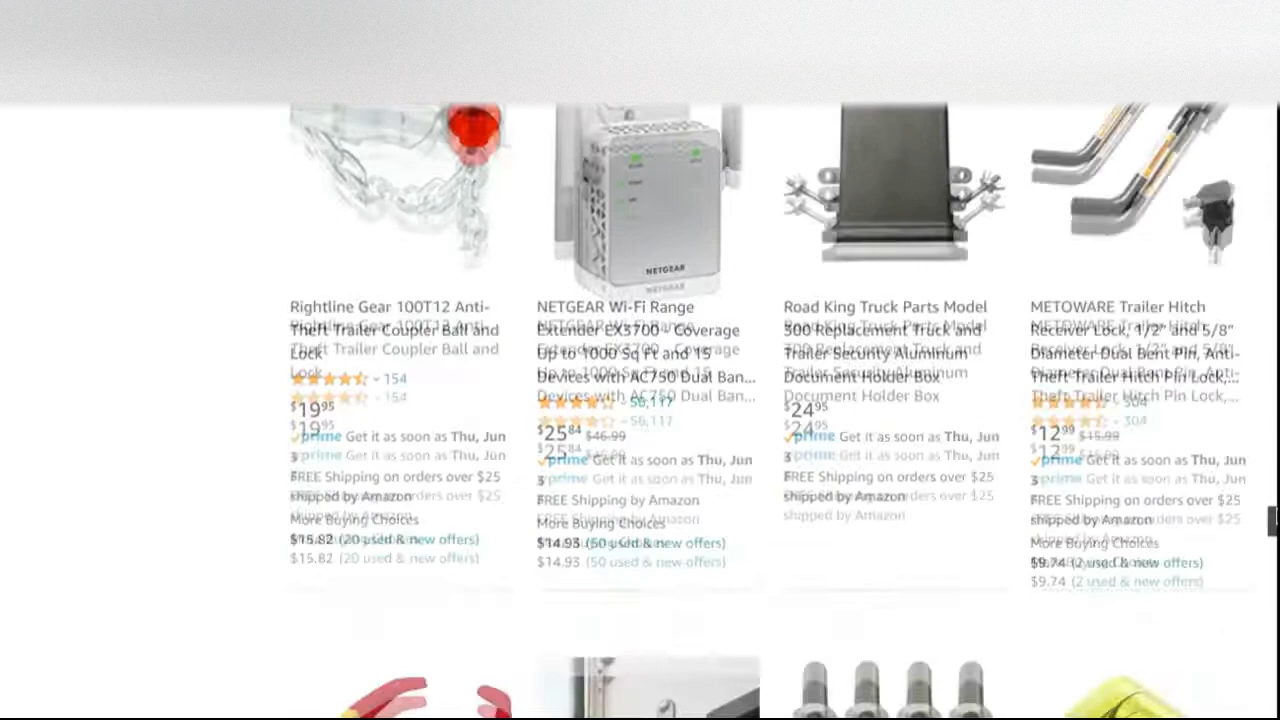 NETGEAR
Rightline Gear 100T12 Anti-
Theft Trailer Coupler Ball and
Lock
154
$1995
prime Get it as soon as Thu, Jun
3
FREE Shipping on orders over $25
shipped by Amazon
More Buying Choices
$15.82 (20 used & new offers)
NETGEAR Wi-Fi Range
Extender EX3700 - Coverage
Up to 1000 Sq Ft and 15
Devices with AC750 Dual Ban...
56,117
$2584 $46.99
prime Get it as soon as Thu, Jun
3
FREE Shipping by Amazon
More Buying Choices
$14.93 (50 used & new offers)
Road King Truck Parts Model
300 Replacement Truck and
Trailer Security Aluminum
Document Holder Box
$2495
prime Get it as soon as Thu, Jun
3
FREE Shipping on orders over $25
shipped by Amazon
METOWARE Trailer Hitch
Receiver Lock, 1/2" and 5/8"
Diameter Dual Bent Pin, Anti-
Theft Trailer Hitch Pin Lock,...
304
$1299 $15.99
prime Get it as soon as Thu, Jun
3
FREE Shipping on orders over $25
shipped by Amazon
More Buying Choices
$9.74 (2 used & new offers)